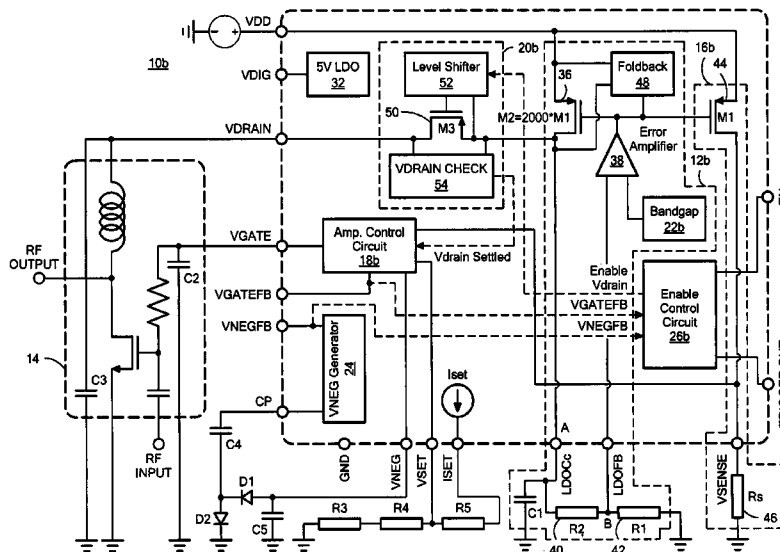 10b
VDD
VDIG
5V LDO
32
Level Shifter
52
20b
Foldback
48
16b
44
36
50
M3
M2=2000*M1
M1
VDRAIN
Error
Amplifier
38
12b
VDRAIN CHECK
54
Bandgap
22b
RF
OUTPUT
C2
VGATE
Amp. Control
Circuit
18b
Vdrain Settled
Enable
Vdrain
VGATEFB
VGATEFB
VNEGFB
VNEGFB
Enable
Control
Circuit
26b
VNEG Generator
24
14
C3
Iset
CP
C4
A
RF
INPUT
GND
VNEG
VSET
ISET
LDOCc
LDOFB
VSENSE
D1
D2
C5
R3
R4
R5
C1
R2
B
R1
Rs
46
40
42